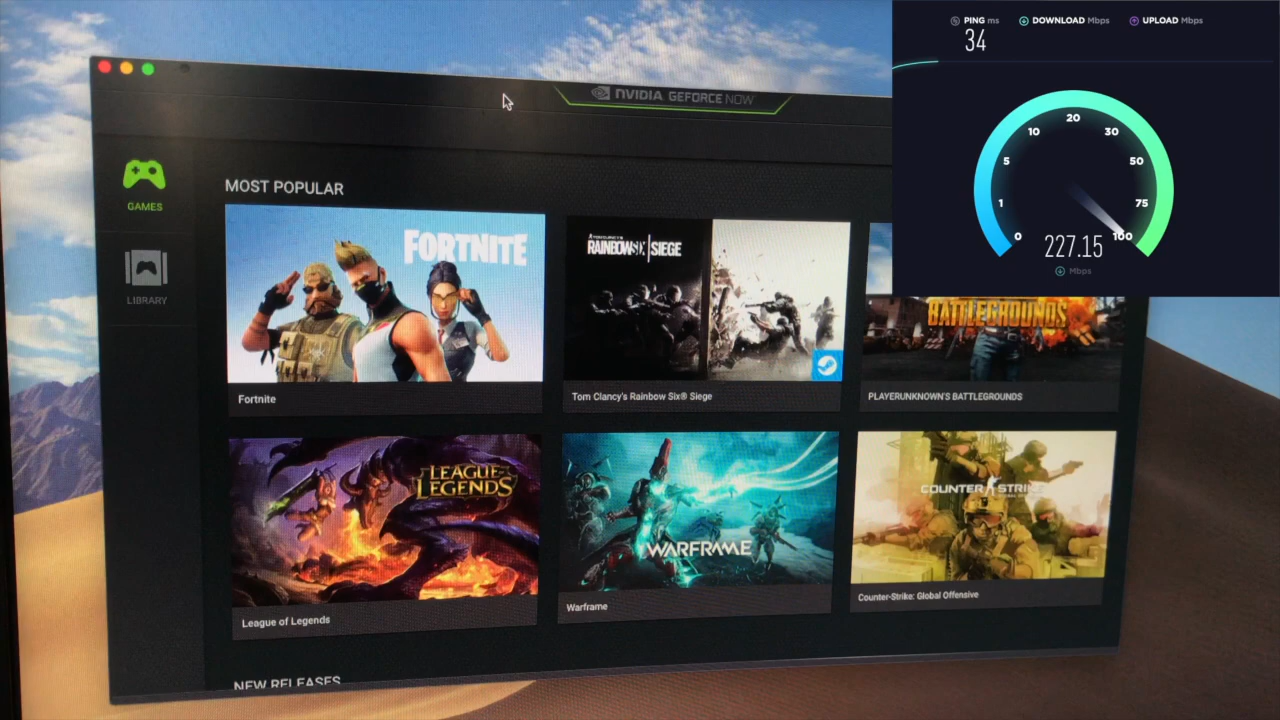 PING ms
DOWNLOAD Mbps
UPLOAD Mbps
34
NVIDIA GEFORCE NOW
0
1
5
10
20
30
50
75
100
227.15
Mbps
GAMES
LIBRARY
MOST POPULAR
FORTNITE
Fortnite
TOM CLANCY'S
RAINBOW SIX | SIEGE
Tom Clancy's Rainbow Six® Siege
BATTLEGROUNDS
PLAYERUNKNOWN'S BATTLEGROUNDS
LEAGUE OF
LEGENDS
League of Legends
WARFRAME
Warframe
COUNTER STRIKE
Counter-Strike: Global Offensive
NEW RELEASES